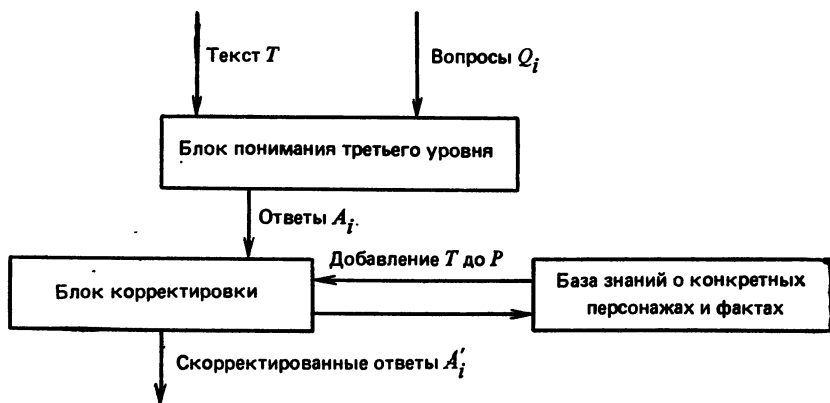 Текст T
Вопросы Qi
Блок понимания третьего уровня
Ответы Ai.
Добавление T до P
Блок корректировки
База знаний о конкретных
персонажах и фактах
Скорректированные ответы A'i